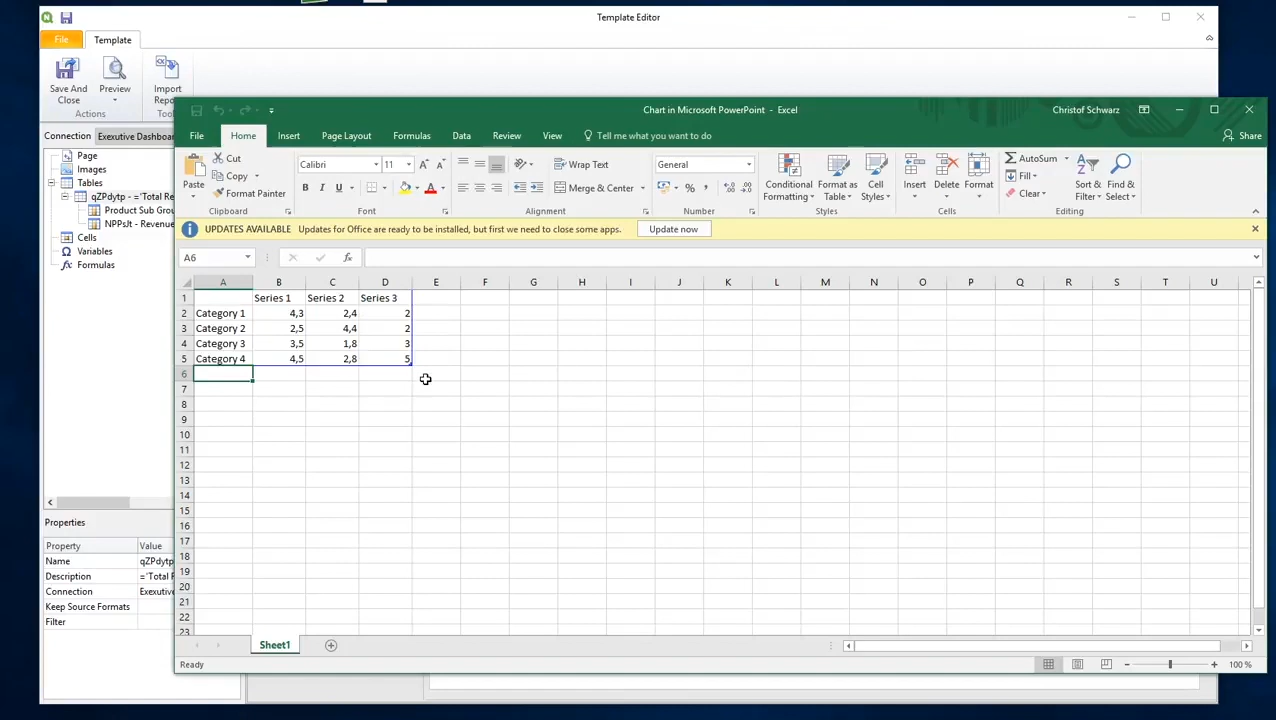 Template Editor
File Template
Save And Close
Preview
Import
Actions
Connection Executive Dashboa
Page
Images
Tables
qZPdytp - ='Total Re
Product Sub Grou
NPPsJt - Revenue
Cells
Variables
Formulas
Properties
Property Value
Name qZPdytp
Description ='Total R
Connection
Keep Source Formats
Filter
Chart in Microsoft PowerPoint - Excel
Christof Schwarz
File Home Insert Page Layout Formulas Data Review View Tell me what you want to do Share
Paste
Cut
Copy
Format Painter
Clipboard
Calibri 11
B I U
Font
Wrap Text
Merge & Center
Alignment
General
Number
Conditional Formatting
Format as Table
Cell Styles
Styles
Insert Delete Format
Cells
AutoSum
Fill
Clear
Sort & Filter
Find & Select
Editing
UPDATES AVAILABLE Updates for Office are ready to be installed, but first we need to close some apps. Update now
A6 fx
A B C D E F G H I J K L M N O P Q R S T U
1 Series 1 Series 2 Series 3
2 Category 1 4,3 2,4 2
3 Category 2 2,5 4,4 2
4 Category 3 3,5 1,8 3
5 Category 4 4,5 2,8 5
6
7
8
9
10
11
12
13
14
15
16
17
18
19
20
21
22
23
Sheet1
Ready
100 %